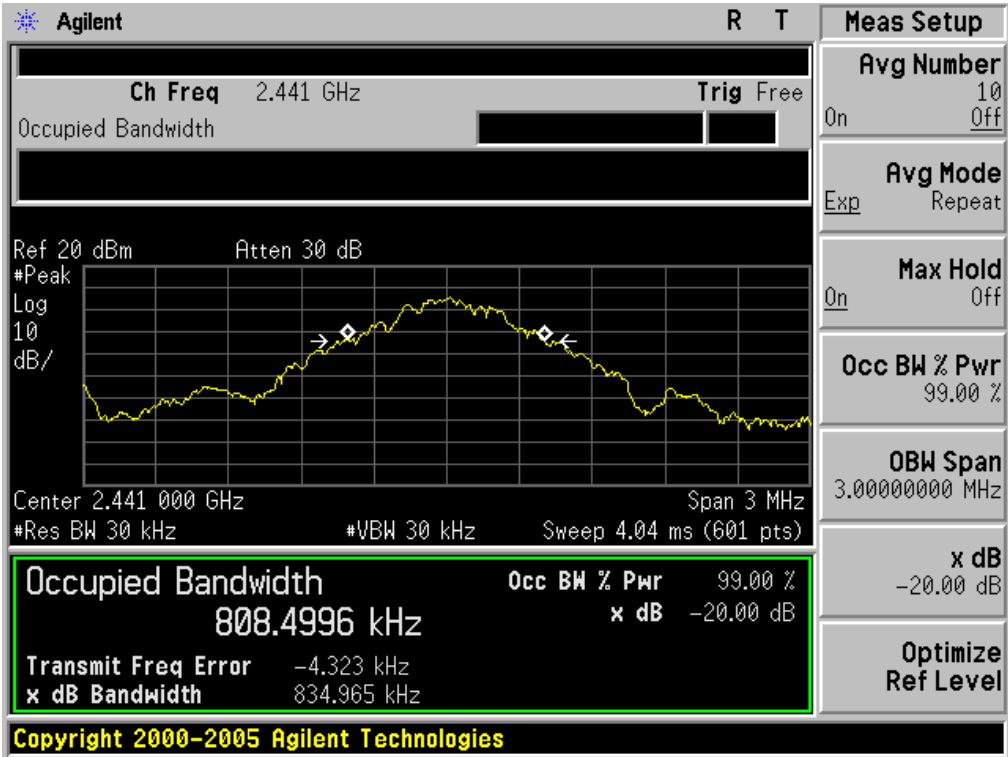 Agilent R T
Ch Freq 2.441 GHz Trig Free
Occupied Bandwidth
Ref 20 dBm Atten 30 dB
#Peak
Log
10
dB/
Center 2.441 000 GHz Span 3 MHz
#Res BW 30 kHz #VBW 30 kHz Sweep 4.04 ms (601 pts)
Occupied Bandwidth Occ BW % Pwr 99.00 %
808.4996 kHz x dB -20.00 dB
Transmit Freq Error -4.323 kHz
x dB Bandwidth 834.965 kHz
Copyright 2000-2005 Agilent Technologies
Meas Setup
Avg Number
10
On Off
Avg Mode
Exp Repeat
Max Hold
On Off
Occ BW % Pwr
99.00 %
OBW Span
3.00000000 MHz
x dB
-20.00 dB
Optimize
Ref Level